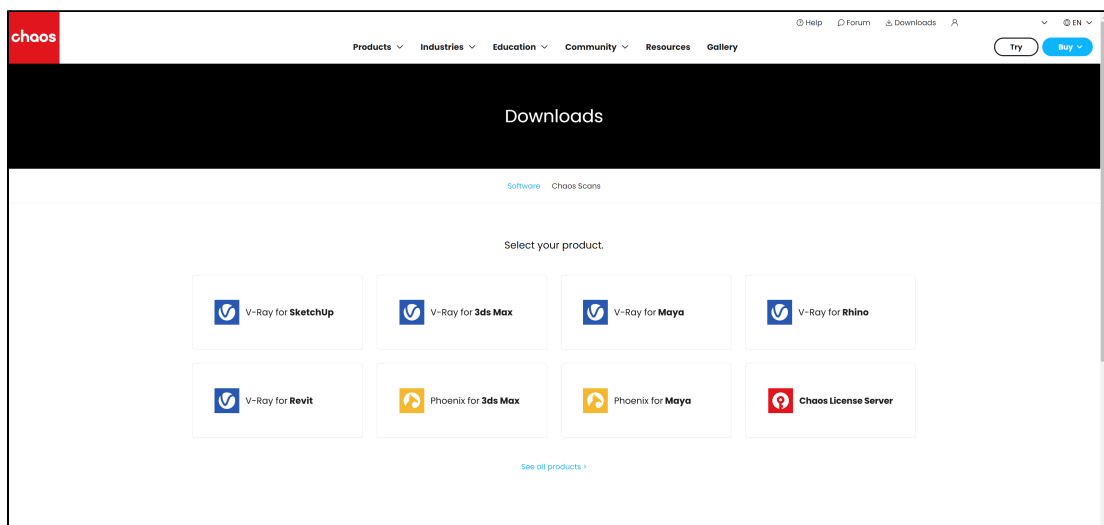 chaos
Help Forum Downloads EN
Products Industries Education Community Resources Gallery Try Buy
Downloads
Software Chaos Scans
Select your product.
V-Ray for SketchUp V-Ray for 3ds Max V-Ray for Maya V-Ray for Rhino
V-Ray for Revit Phoenix for 3ds Max Phoenix for Maya Chaos License Server
See all products >